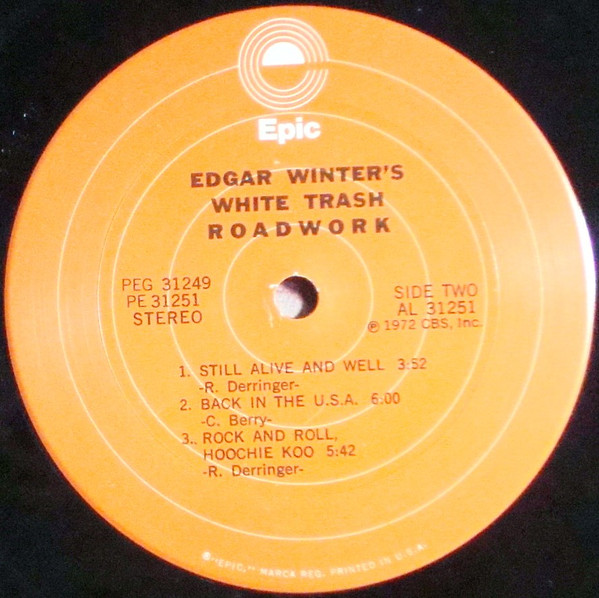 Epic
EDGAR WINTER'S
WHITE TRASH
ROADWORK
PEG 31249
PE 31251
STEREO
SIDE TWO
AL 31251
℗ 1972 CBS, Inc.
1. STILL ALIVE AND WELL 3:52
-R. Derringer-
2. BACK IN THE U.S.A. 6:00
-C. Berry-
3. ROCK AND ROLL,
HOOCHIE KOO 5:42
-R. Derringer-
® "EPIC," MARCA REG. PRINTED IN U.S.A.